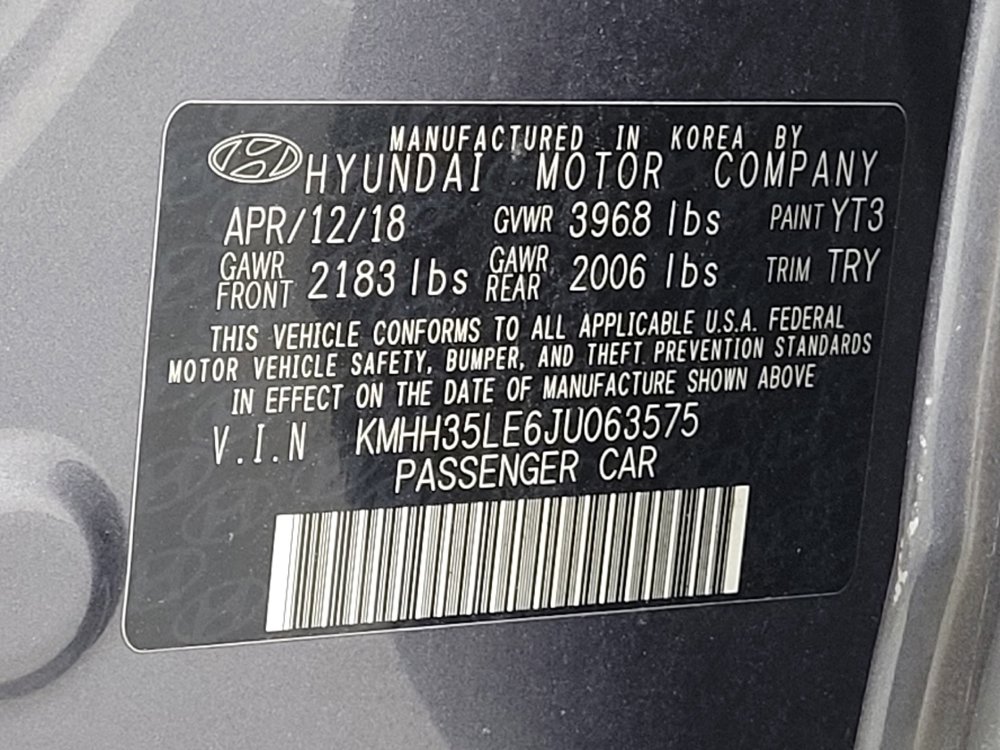 MANUFACTURED IN KOREA BY
HYUNDAI MOTOR COMPANY
APR/12/18 GVWR 3968 lbs PAINT YT3
GAWR FRONT 2183 lbs GAWR REAR 2006 lbs TRIM TRY
THIS VEHICLE CONFORMS TO ALL APPLICABLE U.S.A. FEDERAL
MOTOR VEHICLE SAFETY, BUMPER, AND THEFT PREVENTION STANDARDS
IN EFFECT ON THE DATE OF MANUFACTURE SHOWN ABOVE
V.I.N KMHH35LE6JU063575
PASSENGER CAR